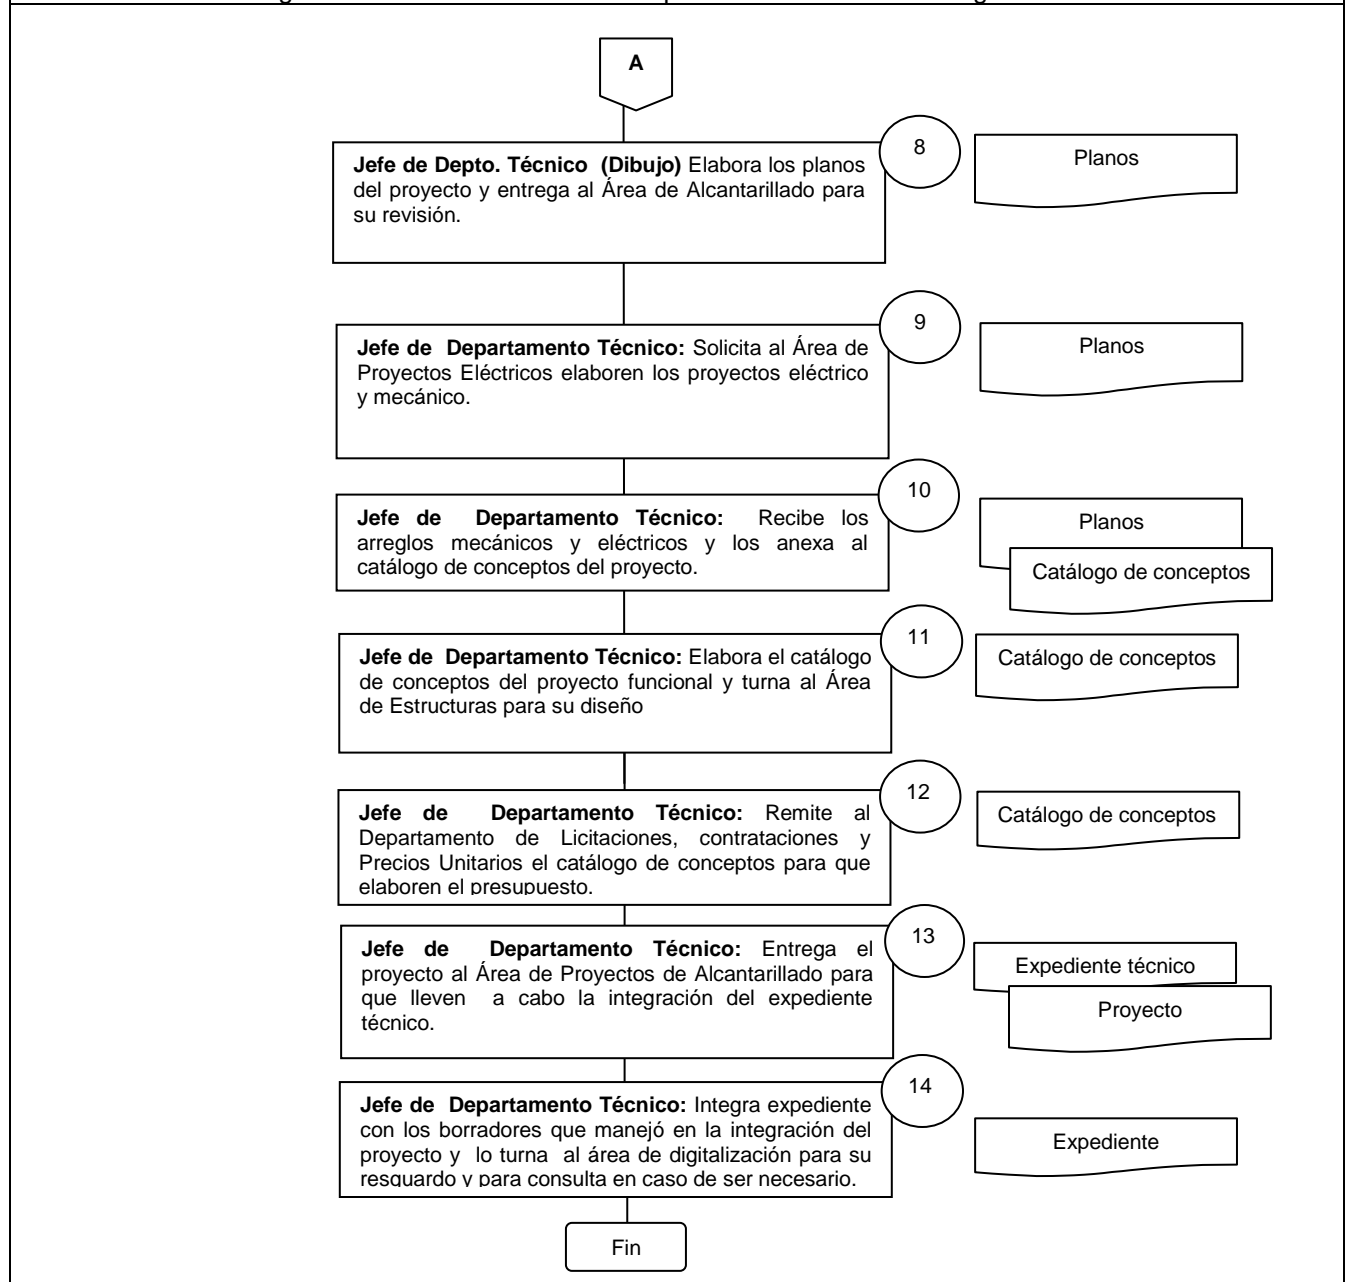 A
8
Jefe de Depto. Técnico (Dibujo) Elabora los planos
del proyecto y entrega al Área de Alcantarillado para
su revisión.
Planos
9
Jefe de Departamento Técnico: Solicita al Área de
Proyectos Eléctricos elaboren los proyectos eléctrico
y mecánico.
Planos
10
Jefe de Departamento Técnico: Recibe los
arreglos mecánicos y eléctricos y los anexa al
catálogo de conceptos del proyecto.
Planos
Catálogo de conceptos
11
Jefe de Departamento Técnico: Elabora el catálogo
de conceptos del proyecto funcional y turna al Área
de Estructuras para su diseño
Catálogo de conceptos
12
Jefe de Departamento Técnico: Remite al
Departamento de Licitaciones, contrataciones y
Precios Unitarios el catálogo de conceptos para que
elaboren el presupuesto.
Catálogo de conceptos
13
Jefe de Departamento Técnico: Entrega el
proyecto al Área de Proyectos de Alcantarillado para
que lleven a cabo la integración del expediente
técnico.
Expediente técnico
Proyecto
14
Jefe de Departamento Técnico: Integra expediente
con los borradores que manejó en la integración del
proyecto y lo turna al área de digitalización para su
resguardo y para consulta en caso de ser necesario.
Expediente
Fin